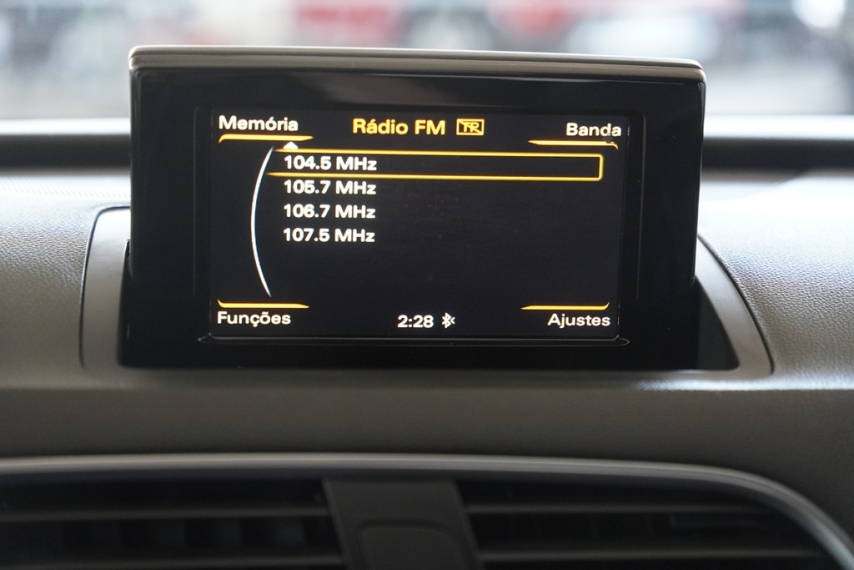 Memória
Rádio FM TP
Banda
104.5 MHz
105.7 MHz
106.7 MHz
107.5 MHz
Funções
2:28
Ajustes